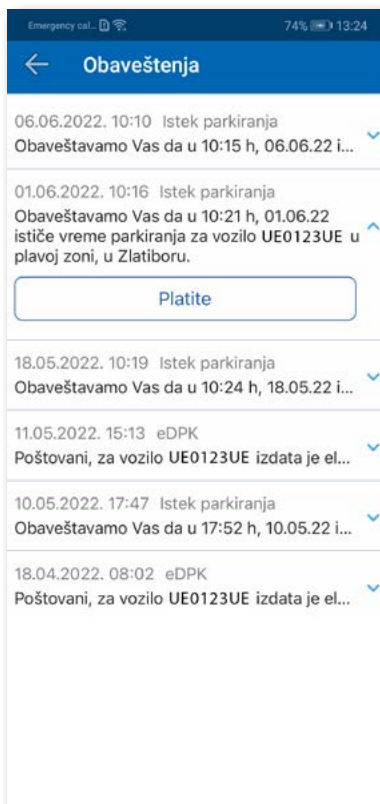 Emergency cal... 74% 13:24
Obaveštenja
06.06.2022. 10:10 Istek parkiranja
Obaveštavamo Vas da u 10:15 h, 06.06.22 i...
01.06.2022. 10:16 Istek parkiranja
Obaveštavamo Vas da u 10:21 h, 01.06.22
ističe vreme parkiranja za vozilo UE0123UE u
plavoj zoni, u Zlatiboru.
Platite
18.05.2022. 10:19 Istek parkiranja
Obaveštavamo Vas da u 10:24 h, 18.05.22 i...
11.05.2022. 15:13 eDPK
Poštovani, za vozilo UE0123UE izdata je el...
10.05.2022. 17:47 Istek parkiranja
Obaveštavamo Vas da u 17:52 h, 10.05.22 i...
18.04.2022. 08:02 eDPK
Poštovani, za vozilo UE0123UE izdata je el...